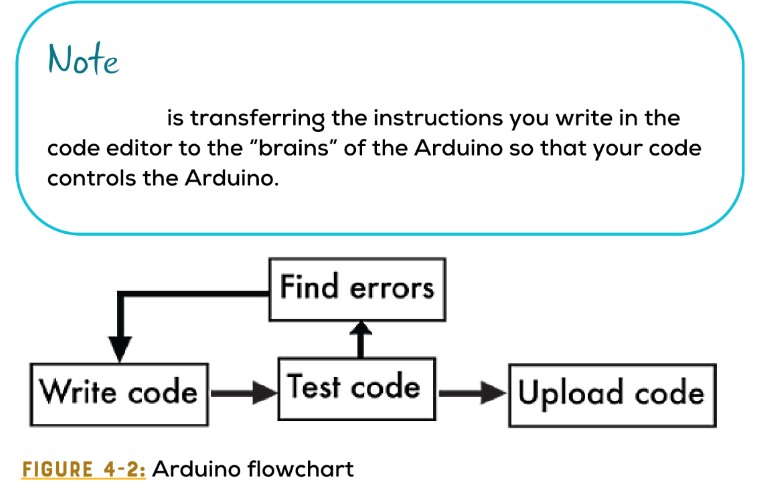 Note
is transferring the instructions you write in the
code editor to the “brains” of the Arduino so that your code
controls the Arduino.
Find errors
Write code
Test code
Upload code
FIGURE 4-2: Arduino flowchart